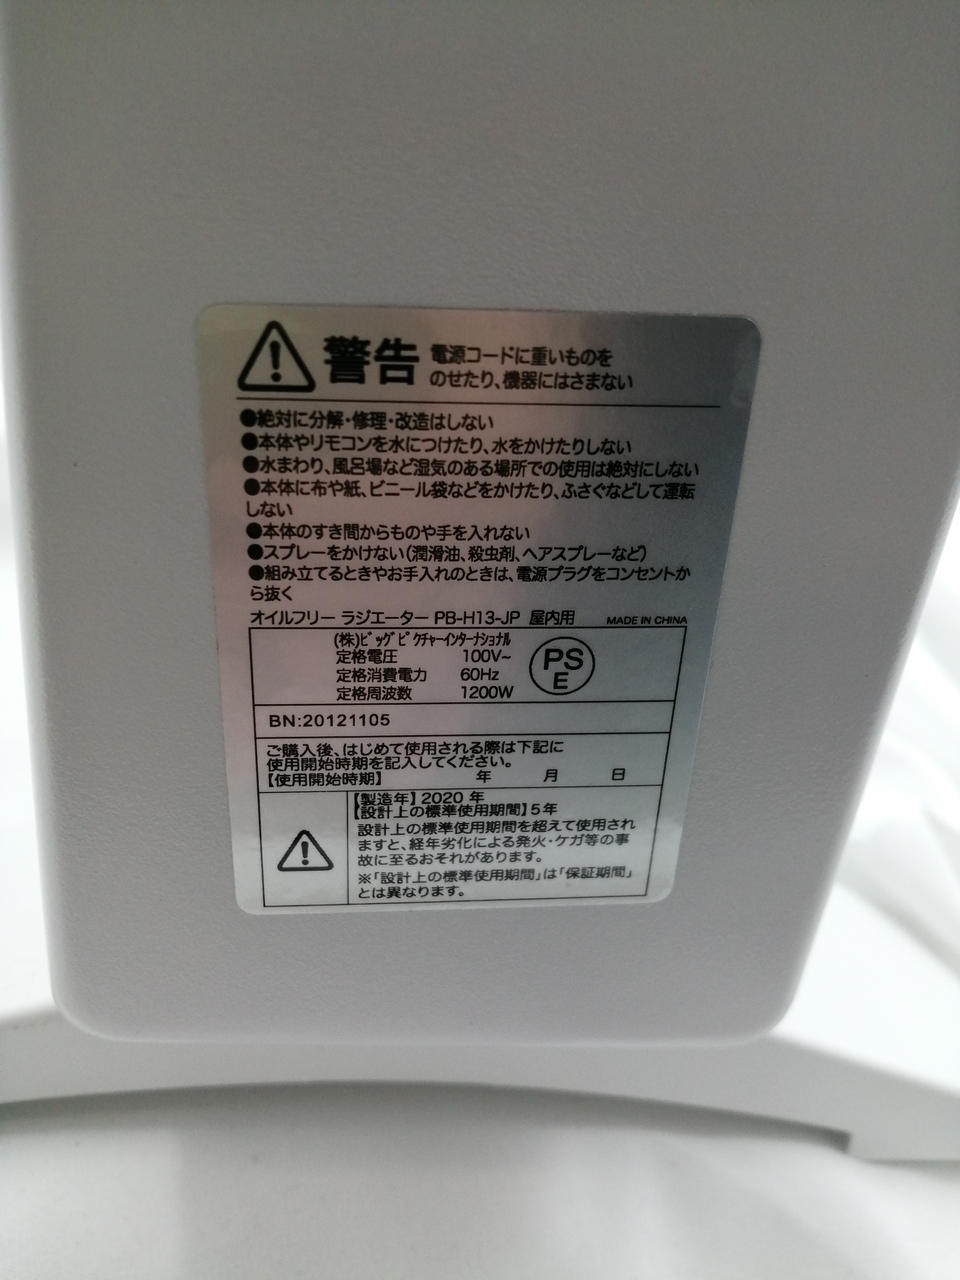 警告 電源コードに重いものを
のせたり、機器にはさまない
●絶対に分解・修理・改造はしない
●本体やリモコンを水につけたり、水をかけたりしない
●水まわり、風呂場など湿気のある場所での使用は絶対にしない
●本体に布や紙、ビニール袋などをかけたり、ふさぐなどして運転
しない
●本体のすき間からものや手を入れない
●スプレーをかけない(潤滑油、殺虫剤、ヘアスプレーなど)
●組み立てるときやお手入れのときは、電源プラグをコンセントか
ら抜く
オイルフリー ラジエーター PB-H13-JP 屋内用 MADE IN CHINA
(株)ビッグピクチャーインターナショナル
定格電圧 100V~
定格消費電力 60Hz
定格周波数 1200W
PS
E
BN:20121105
ご購入後、はじめて使用される際は下記に
使用開始時期を記入してください。
【使用開始時期】 年 月 日
【製造年】2020 年
【設計上の標準使用期間】5年
設計上の標準使用期間を超えて使用され
ますと、経年劣化による発火・ケガ等の事
故に至るおそれがあります。
※「設計上の標準使用期間」は「保証期間」
とは異なります。